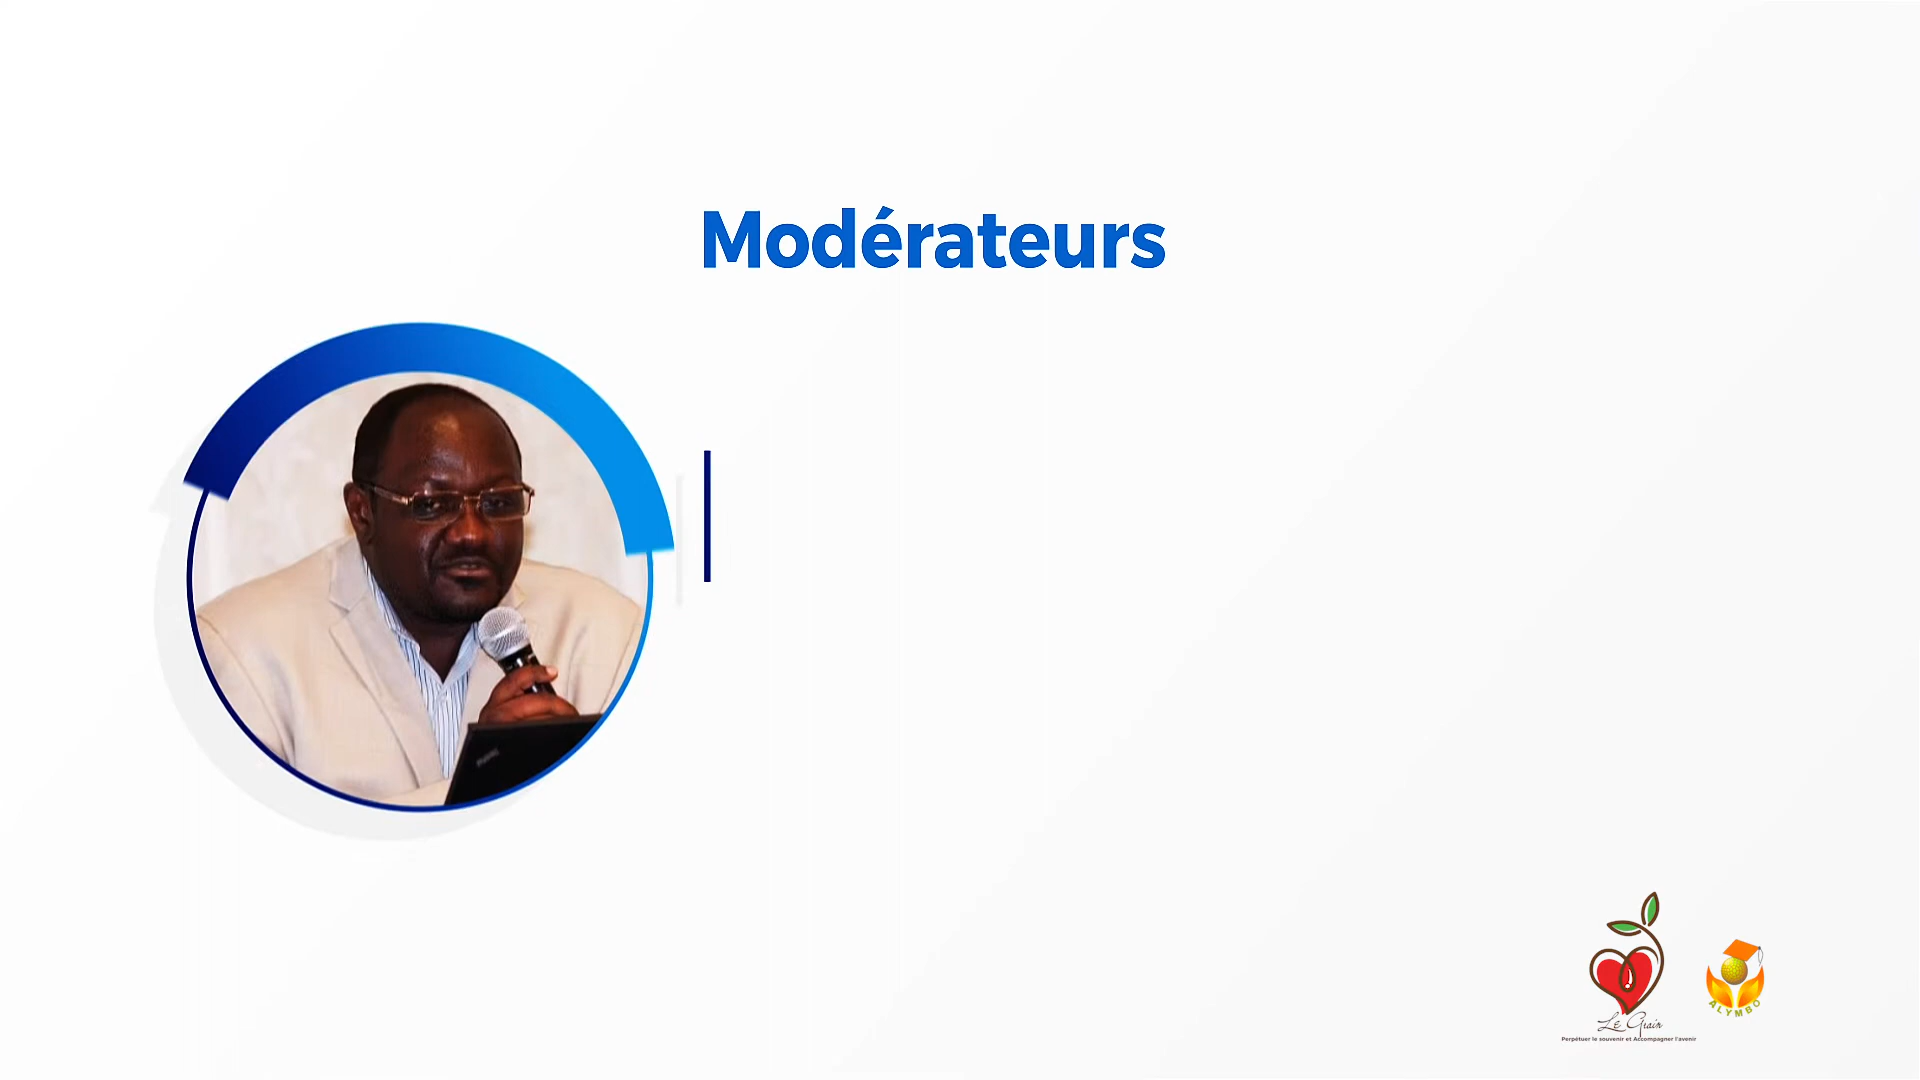 Modérateurs
Le Grain
Perpétuer le souvenir et Accompagner l'avenir
ALYMBO